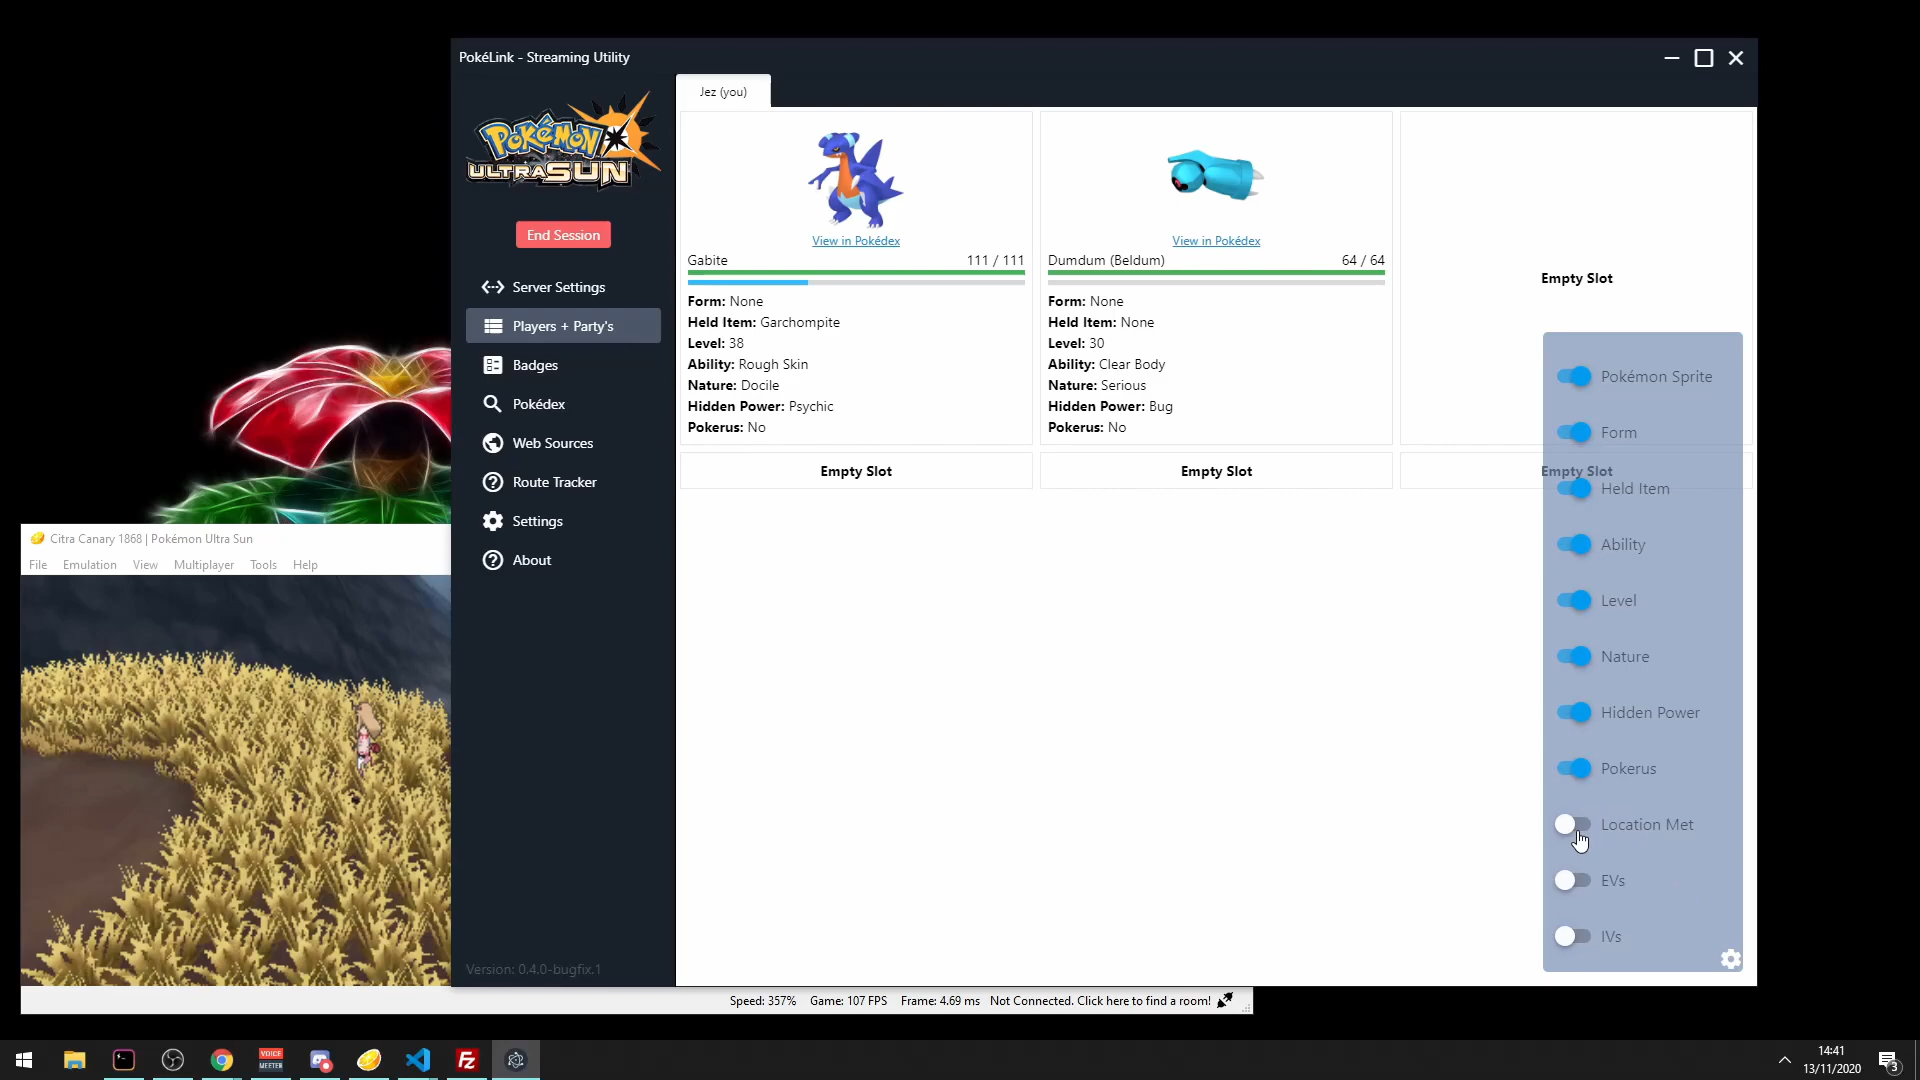 PokéLink - Streaming Utility
POKéMON
ULTRA SUN
End Session
Server Settings
Players + Party's
Badges
Pokédex
Web Sources
Route Tracker
Settings
About
Version: 0.4.0-bugfix.1
Jez (you)
View in Pokédex
Gabite 111 / 111
Form: None
Held Item: Garchompite
Level: 38
Ability: Rough Skin
Nature: Docile
Hidden Power: Psychic
Pokerus: No
View in Pokédex
Dumdum (Beldum) 64 / 64
Form: None
Held Item: None
Level: 30
Ability: Clear Body
Nature: Serious
Hidden Power: Bug
Pokerus: No
Empty Slot
Empty Slot
Empty Slot
Empty Slot
Pokémon Sprite
Form
Held Item
Ability
Level
Nature
Hidden Power
Pokerus
Location Met
EVs
IVs
Citra Canary 1868 | Pokémon Ultra Sun
File Emulation View Multiplayer Tools Help
Speed: 357% Game: 107 FPS Frame: 4.69 ms Not Connected. Click here to find a room!
VOICE
MEETER
Fz
14:41
13/11/2020
3